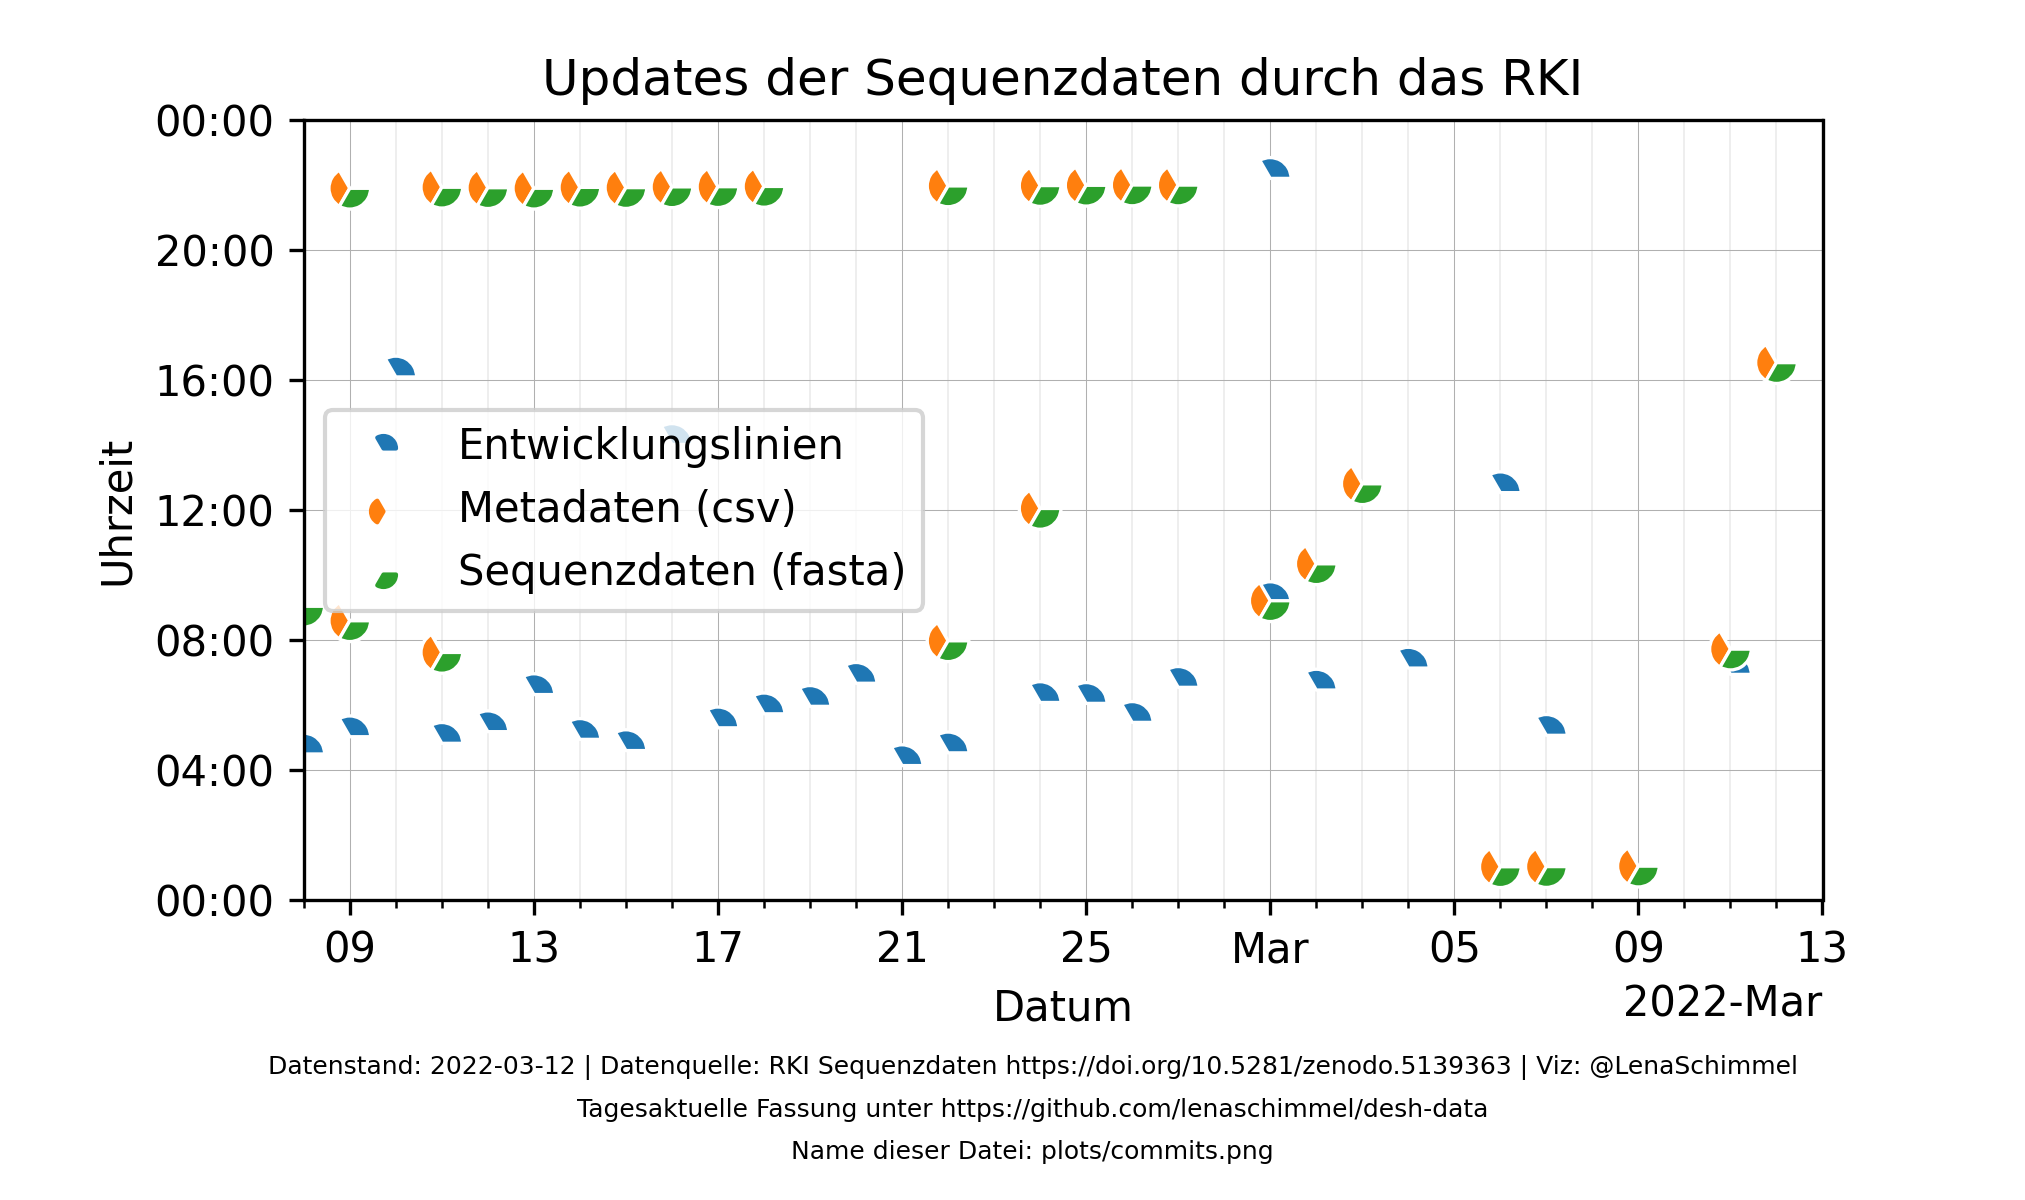 Updates der Sequenzdaten durch das RKI
00:00
20:00
16:00
12:00
08:00
04:00
00:00
Uhrzeit
Entwicklungslinien
Metadaten (csv)
Sequenzdaten (fasta)
09 13 17 21 25 Mar 05 09 13
Datum
2022-Mar
Datenstand: 2022-03-12 | Datenquelle: RKI Sequenzdaten https://doi.org/10.5281/zenodo.5139363 | Viz: @LenaSchimmel
Tagesaktuelle Fassung unter https://github.com/lenaschimmel/desh-data
Name dieser Datei: plots/commits.png